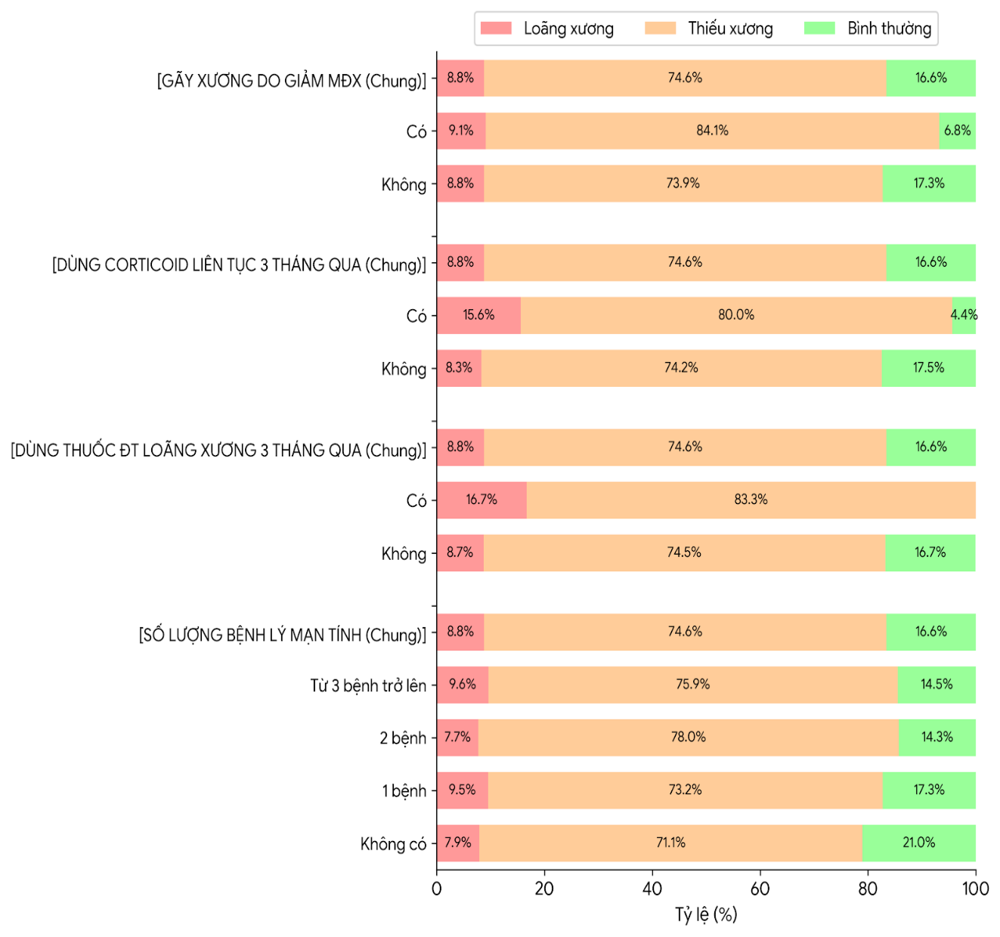 Loãng xương Thiếu xương Bình thường
[GÃY XƯƠNG DO GIẢM MĐX (Chung)] 8.8% 74.6% 16.6%
Có 9.1% 84.1% 6.8%
Không 8.8% 73.9% 17.3%
[DÙNG CORTICOID LIÊN TỤC 3 THÁNG QUA (Chung)] 8.8% 74.6% 16.6%
Có 15.6% 80.0% 4.4%
Không 8.3% 74.2% 17.5%
[DÙNG THUỐC ĐT LOÃNG XƯƠNG 3 THÁNG QUA (Chung)] 8.8% 74.6% 16.6%
Có 16.7% 83.3%
Không 8.7% 74.5% 16.7%
[SỐ LƯỢNG BỆNH LÝ MẠN TÍNH (Chung)] 8.8% 74.6% 16.6%
Từ 3 bệnh trở lên 9.6% 75.9% 14.5%
2 bệnh 7.7% 78.0% 14.3%
1 bệnh 9.5% 73.2% 17.3%
Không có 7.9% 71.1% 21.0%
0 20 40 60 80 100
Tỷ lệ (%)